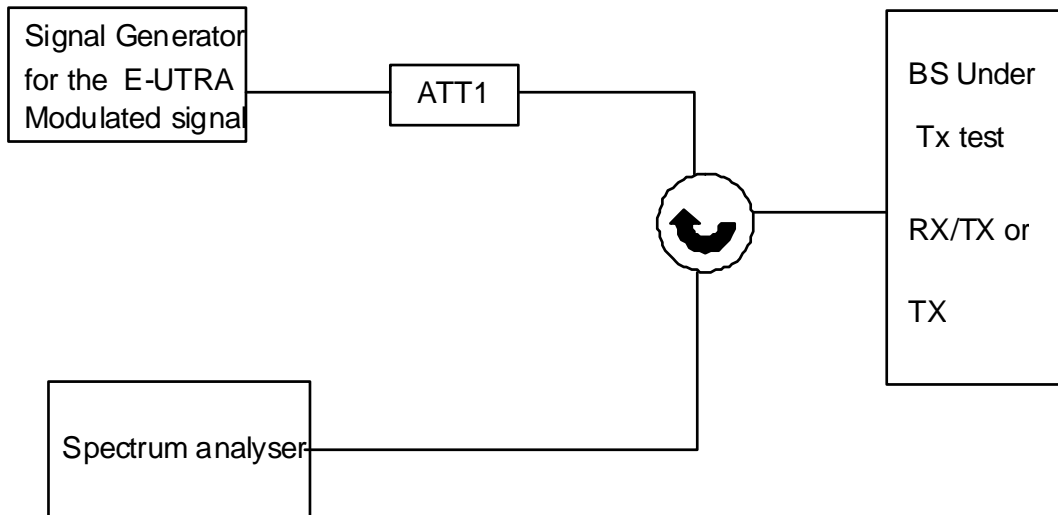 Signal Generator
for the E-UTRA
Modulated signal
ATT1
BS Under
Tx test
RX/TX or
TX
Spectrum analyser